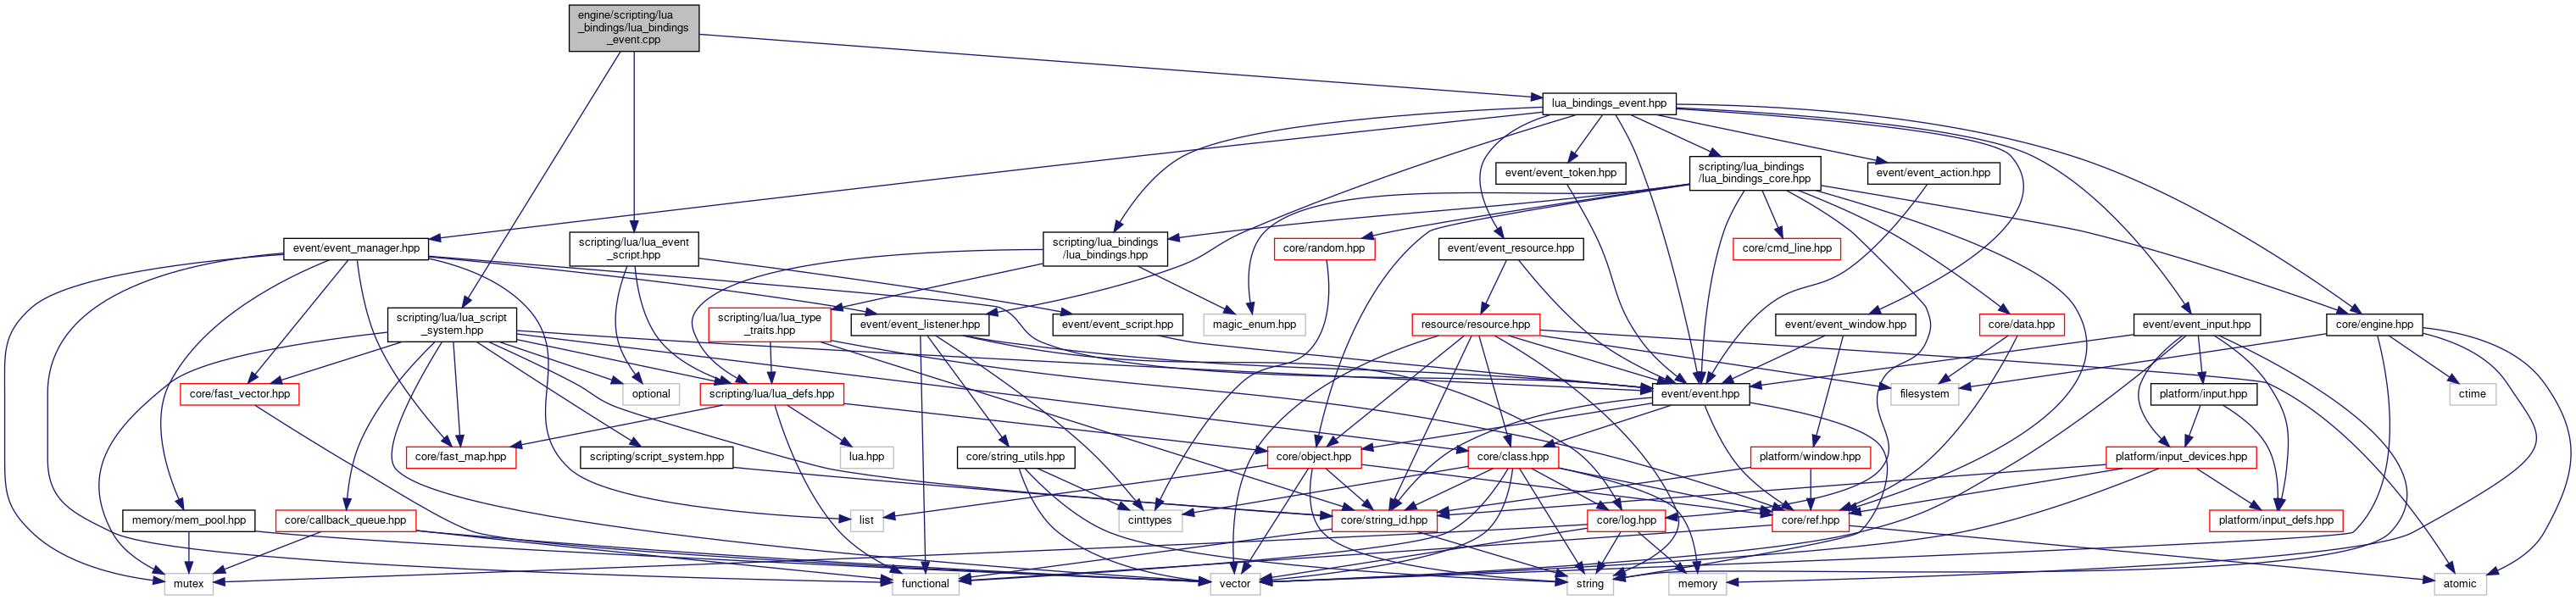 engine/scripting/lua
_bindings/lua_bindings
_event.cpp
lua_bindings_event.hpp
event/event_token.hpp
scripting/lua_bindings
/lua_bindings_core.hpp
event/event_action.hpp
event/event_manager.hpp
scripting/lua/lua_event
_script.hpp
scripting/lua_bindings
/lua_bindings.hpp
core/random.hpp
event/event_resource.hpp
core/cmd_line.hpp
scripting/lua/lua_script
_system.hpp
scripting/lua/lua_type
_traits.hpp
event/event_listener.hpp
event/event_script.hpp
magic_enum.hpp
resource/resource.hpp
event/event_window.hpp
core/data.hpp
event/event_input.hpp
core/engine.hpp
core/fast_vector.hpp
optional
scripting/lua/lua_defs.hpp
event/event.hpp
filesystem
platform/input.hpp
ctime
core/fast_map.hpp
scripting/script_system.hpp
lua.hpp
core/string_utils.hpp
core/object.hpp
core/class.hpp
platform/window.hpp
platform/input_devices.hpp
memory/mem_pool.hpp
core/callback_queue.hpp
list
cinttypes
core/string_id.hpp
core/log.hpp
core/ref.hpp
platform/input_defs.hpp
mutex
functional
vector
string
memory
atomic